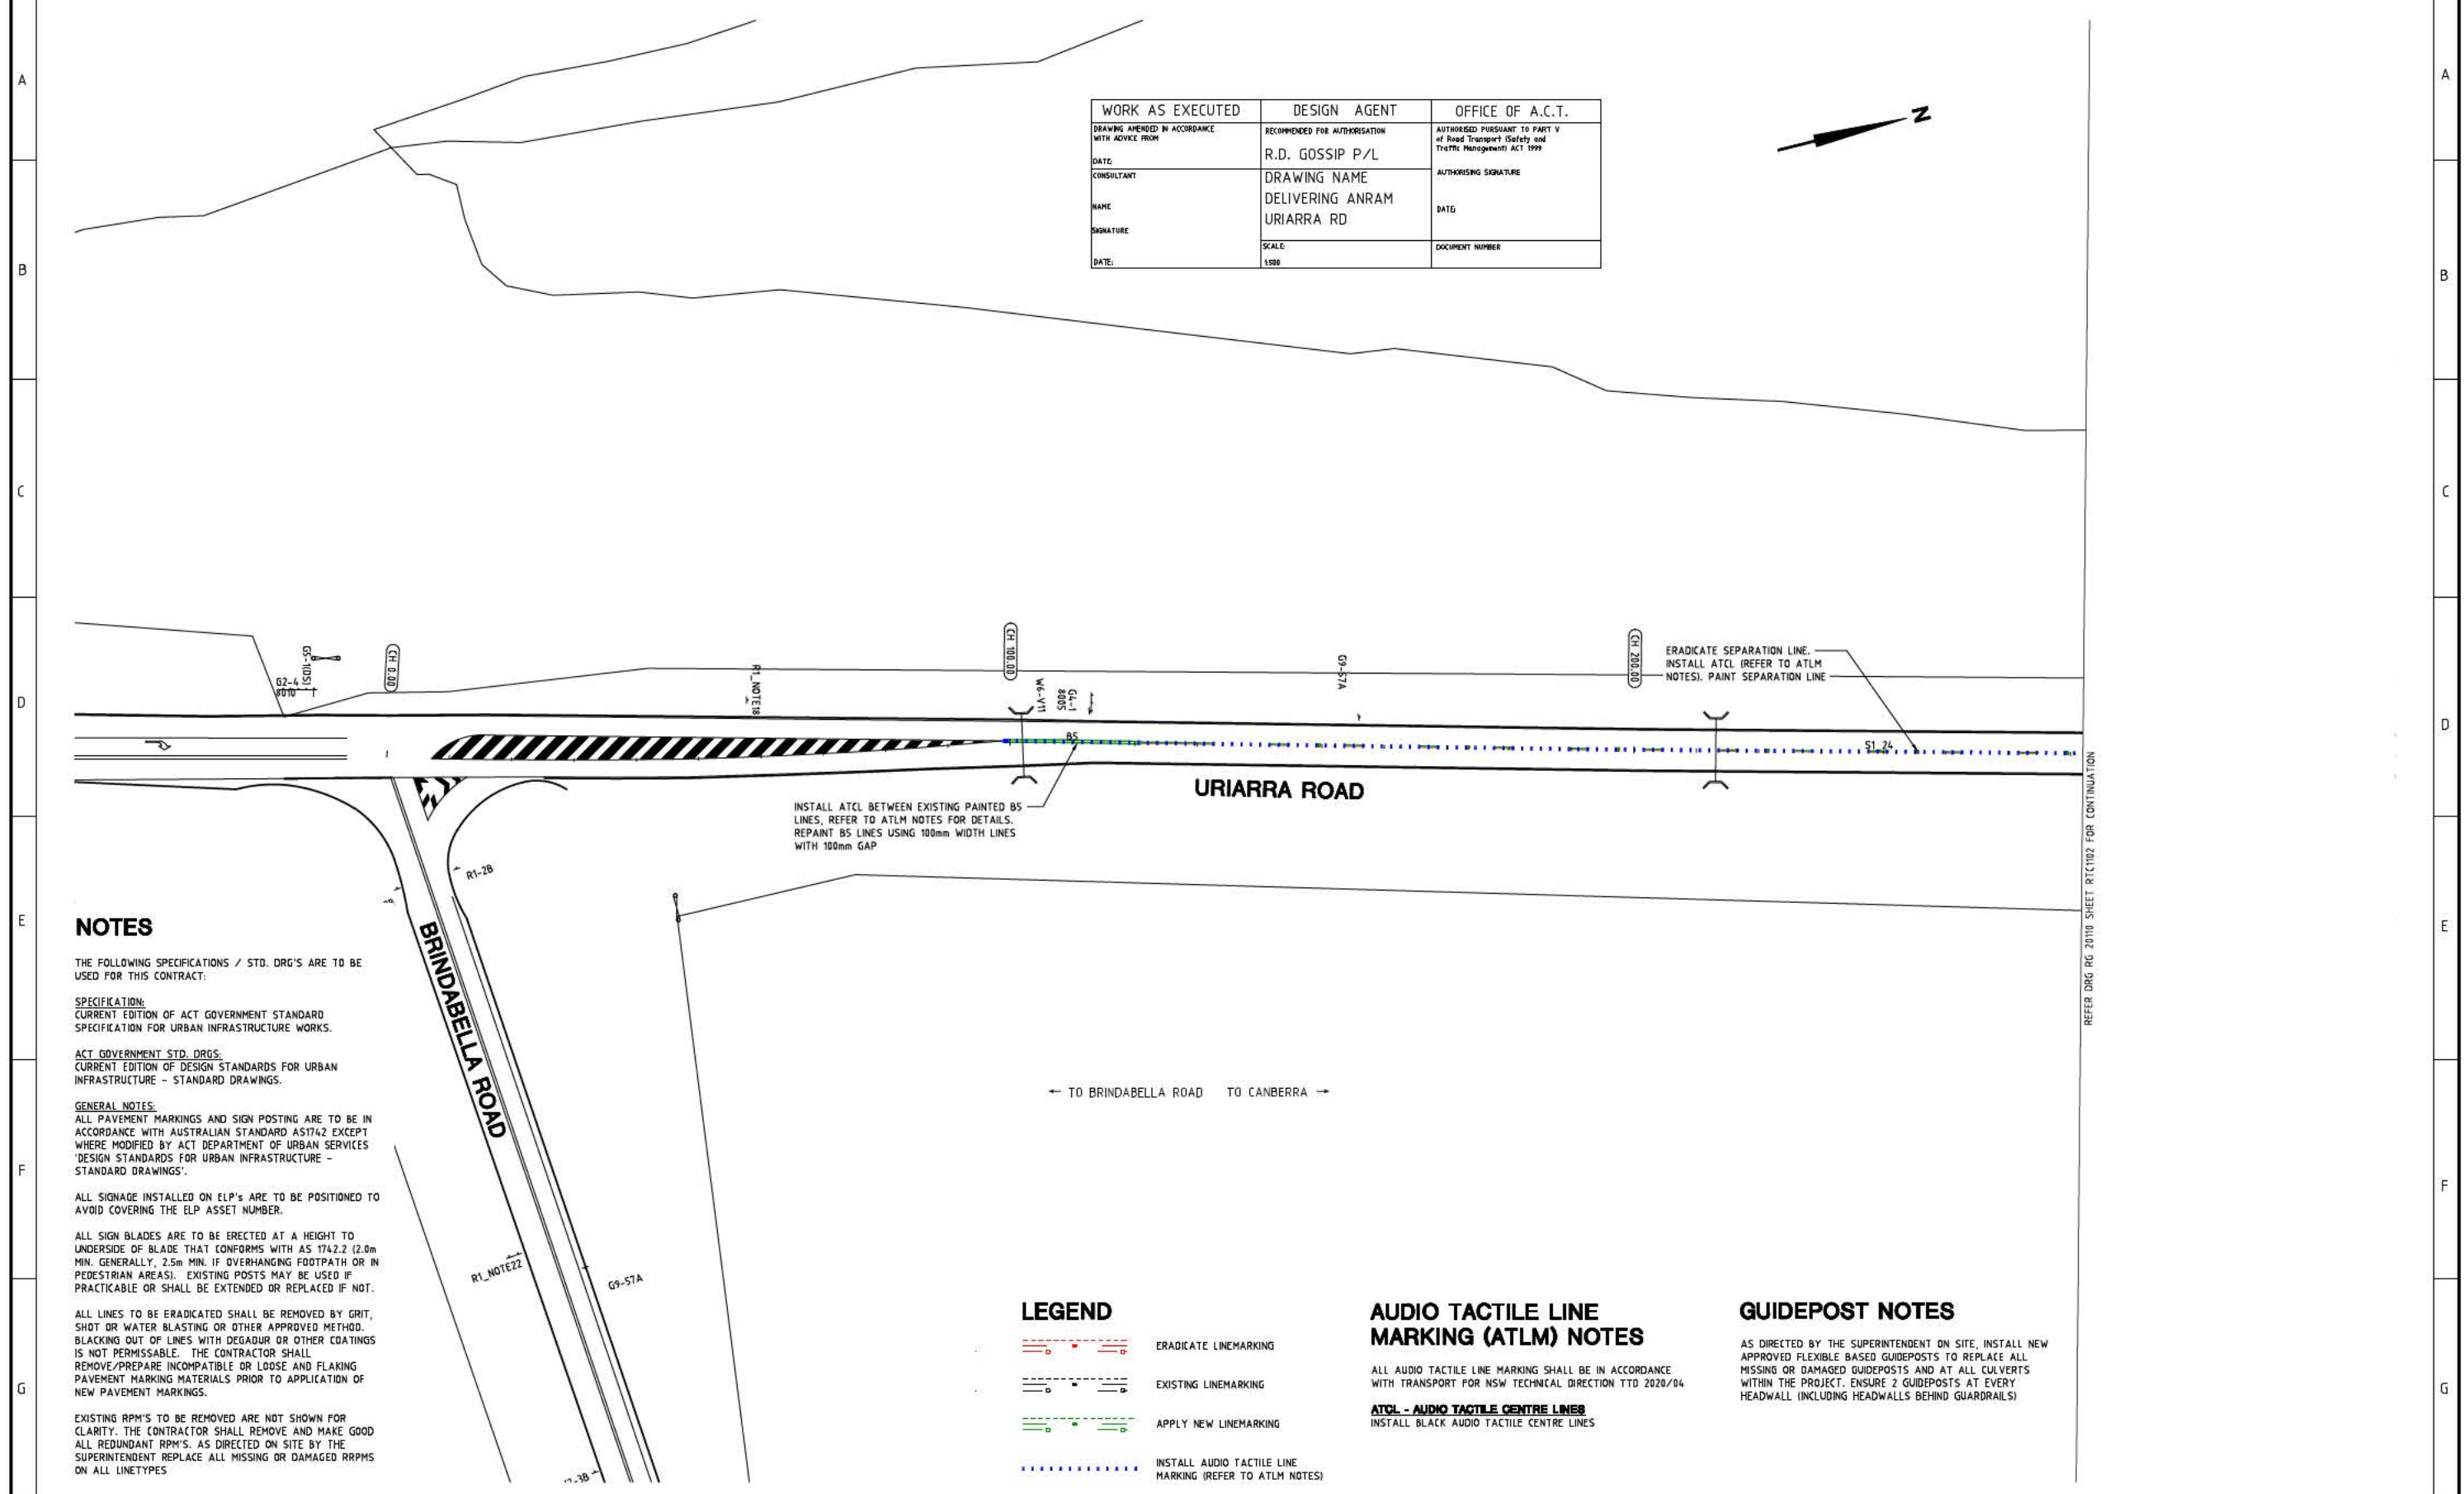 A
A
B
B
C
C
D
D
E
E
F
F
G
G
WORK AS EXECUTED
DRAWING AMENDED IN ACCORDANCE
WITH ADVICE FROM
DATE:
CONSULTANT
NAME
SIGNATURE
DATE:
DESIGN AGENT
RECOMMENDED FOR AUTHORISATION
R.D. GOSSIP P/L
DRAWING NAME
DELIVERING ANRAM
URIARRA RD
SCALE:
1:500
OFFICE OF A.C.T.
AUTHORISED PURSUANT TO PART V
of Road Transport (Safety and
Traffic Management) ACT 1999
AUTHORISING SIGNATURE
DATE:
DOCUMENT NUMBER
N
G5-1(DS)
G2-4
8010
CH 0.00
R1_NOTE18
CH 100.00
W6-V11
G4-1
8005
G9-57A
CH 200.00
ERADICATE SEPARATION LINE.
INSTALL ATCL (REFER TO ATLM
NOTES). PAINT SEPARATION LINE
B5
S1_24
URIARRA ROAD
INSTALL ATCL BETWEEN EXISTING PAINTED B5
LINES, REFER TO ATLM NOTES FOR DETAILS.
REPAINT B5 LINES USING 100mm WIDTH LINES
WITH 100mm GAP
REFER DRG RG 20110 SHEET RTC1102 FOR CONTINUATION
R1-2B
BRINDABELLA ROAD
R1_NOTE22
G9-57A
2-3B
← TO BRINDABELLA ROAD TO CANBERRA →
NOTES
THE FOLLOWING SPECIFICATIONS / STD. DRG'S ARE TO BE
USED FOR THIS CONTRACT:
SPECIFICATION:
CURRENT EDITION OF ACT GOVERNMENT STANDARD
SPECIFICATION FOR URBAN INFRASTRUCTURE WORKS.
ACT GOVERNMENT STD. DRGS:
CURRENT EDITION OF DESIGN STANDARDS FOR URBAN
INFRASTRUCTURE - STANDARD DRAWINGS.
GENERAL NOTES:
ALL PAVEMENT MARKINGS AND SIGN POSTING ARE TO BE IN
ACCORDANCE WITH AUSTRALIAN STANDARD AS1742 EXCEPT
WHERE MODIFIED BY ACT DEPARTMENT OF URBAN SERVICES
'DESIGN STANDARDS FOR URBAN INFRASTRUCTURE -
STANDARD DRAWINGS'.
ALL SIGNAGE INSTALLED ON ELP's ARE TO BE POSITIONED TO
AVOID COVERING THE ELP ASSET NUMBER.
ALL SIGN BLADES ARE TO BE ERECTED AT A HEIGHT TO
UNDERSIDE OF BLADE THAT CONFORMS WITH AS 1742.2 (2.0m
MIN. GENERALLY, 2.5m MIN. IF OVERHANGING FOOTPATH OR IN
PEDESTRIAN AREAS). EXISTING POSTS MAY BE USED IF
PRACTICABLE OR SHALL BE EXTENDED OR REPLACED IF NOT.
ALL LINES TO BE ERADICATED SHALL BE REMOVED BY GRIT,
SHOT OR WATER BLASTING OR OTHER APPROVED METHOD.
BLACKING OUT OF LINES WITH DEGADUR OR OTHER COATINGS
IS NOT PERMISSABLE. THE CONTRACTOR SHALL
REMOVE/PREPARE INCOMPATIBLE OR LOOSE AND FLAKING
PAVEMENT MARKING MATERIALS PRIOR TO APPLICATION OF
NEW PAVEMENT MARKINGS.
EXISTING RPM'S TO BE REMOVED ARE NOT SHOWN FOR
CLARITY. THE CONTRACTOR SHALL REMOVE AND MAKE GOOD
ALL REDUNDANT RPM'S. AS DIRECTED ON SITE BY THE
SUPERINTENDENT REPLACE ALL MISSING OR DAMAGED RRPMS
ON ALL LINETYPES
LEGEND
ERADICATE LINEMARKING
EXISTING LINEMARKING
APPLY NEW LINEMARKING
INSTALL AUDIO TACTILE LINE
MARKING (REFER TO ATLM NOTES)
AUDIO TACTILE LINE
MARKING (ATLM) NOTES
ALL AUDIO TACTILE LINE MARKING SHALL BE IN ACCORDANCE
WITH TRANSPORT FOR NSW TECHNICAL DIRECTION TTD 2020/04
ATCL - AUDIO TACTILE CENTRE LINES
INSTALL BLACK AUDIO TACTILE CENTRE LINES
GUIDEPOST NOTES
AS DIRECTED BY THE SUPERINTENDENT ON SITE, INSTALL NEW
APPROVED FLEXIBLE BASED GUIDEPOSTS TO REPLACE ALL
MISSING OR DAMAGED GUIDEPOSTS AND AT ALL CULVERTS
WITHIN THE PROJECT. ENSURE 2 GUIDEPOSTS AT EVERY
HEADWALL (INCLUDING HEADWALLS BEHIND GUARDRAILS)